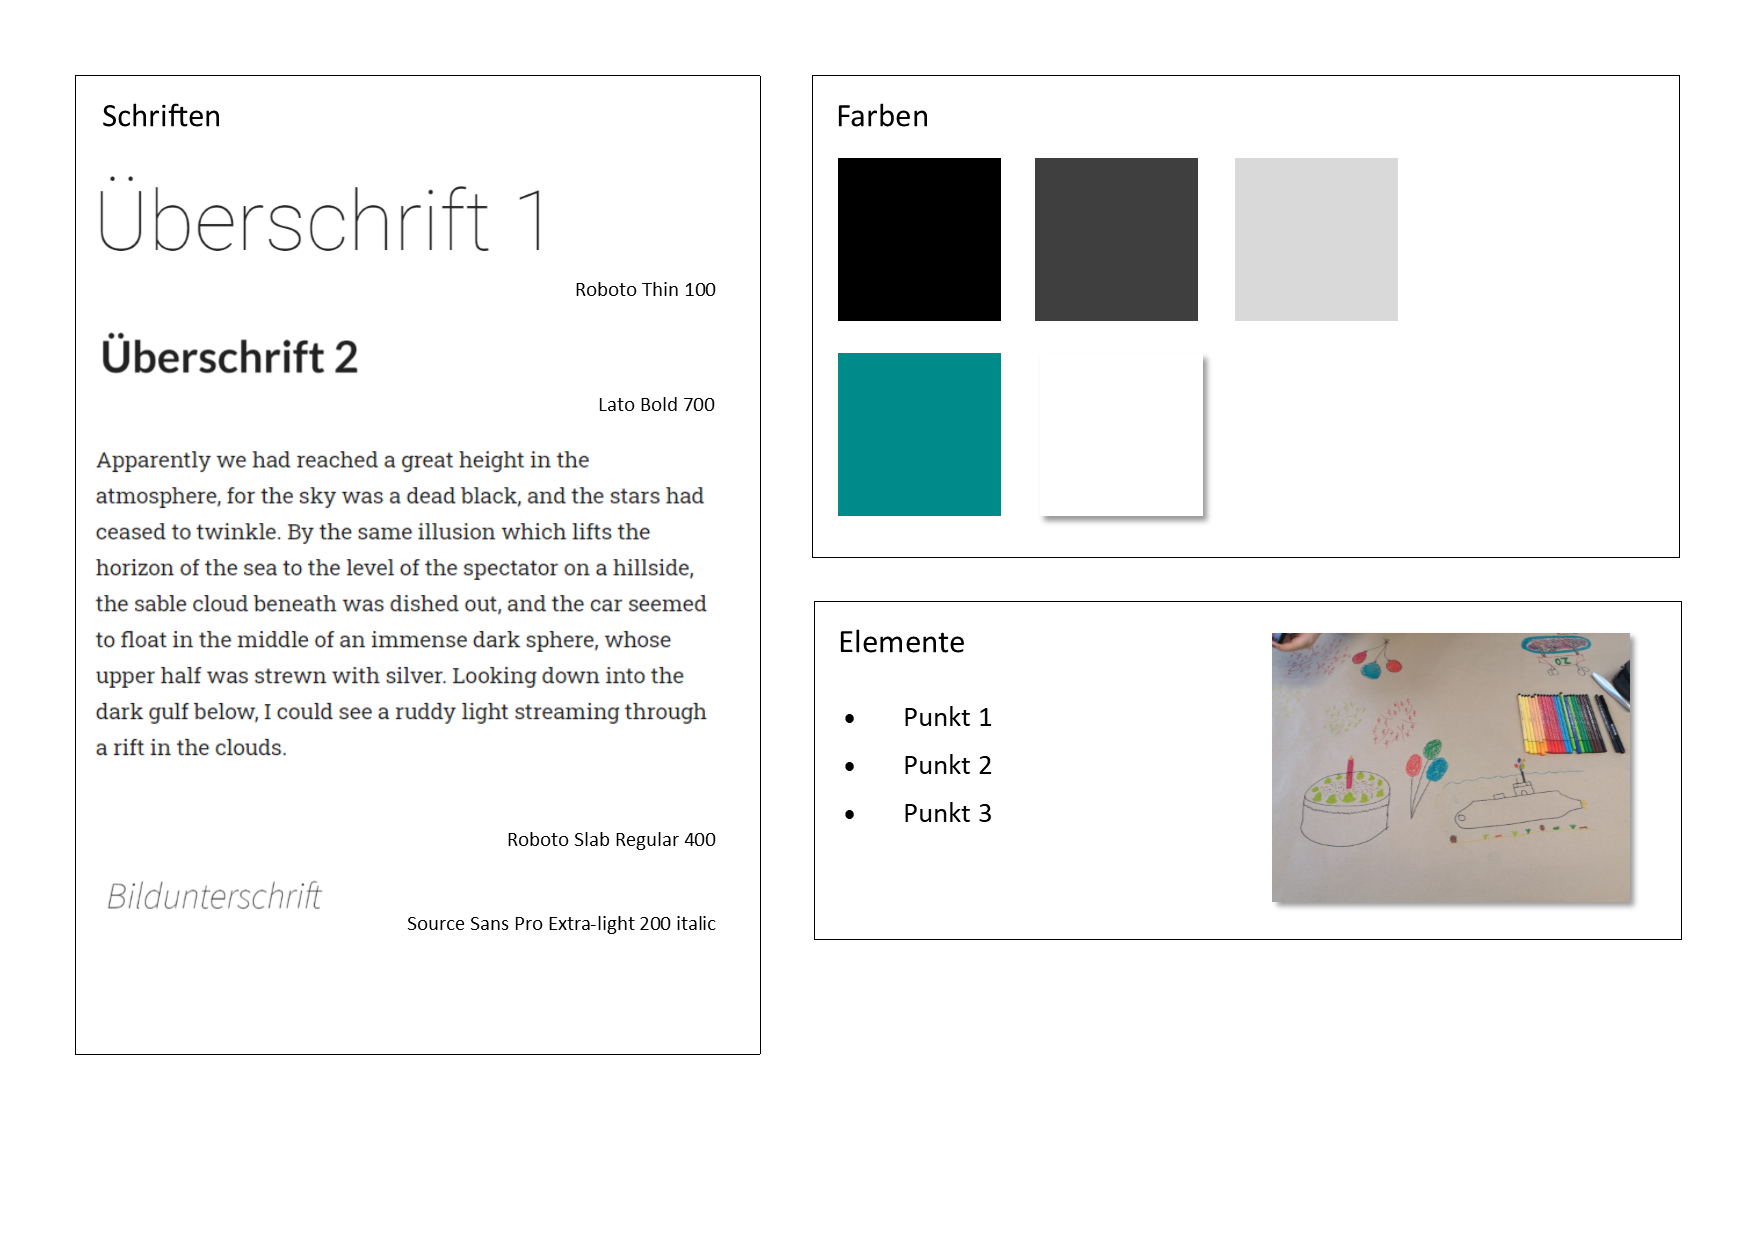 Schriften
Überschrift 1
Roboto Thin 100
Überschrift 2
Lato Bold 700
Apparently we had reached a great height in the
atmosphere, for the sky was a dead black, and the stars had
ceased to twinkle. By the same illusion which lifts the
horizon of the sea to the level of the spectator on a hillside,
the sable cloud beneath was dished out, and the car seemed
to float in the middle of an immense dark sphere, whose
upper half was strewn with silver. Looking down into the
dark gulf below, I could see a ruddy light streaming through
a rift in the clouds.
Roboto Slab Regular 400
Bildunterschrift
Source Sans Pro Extra-light 200 italic
Farben
Elemente
• Punkt 1
• Punkt 2
• Punkt 3